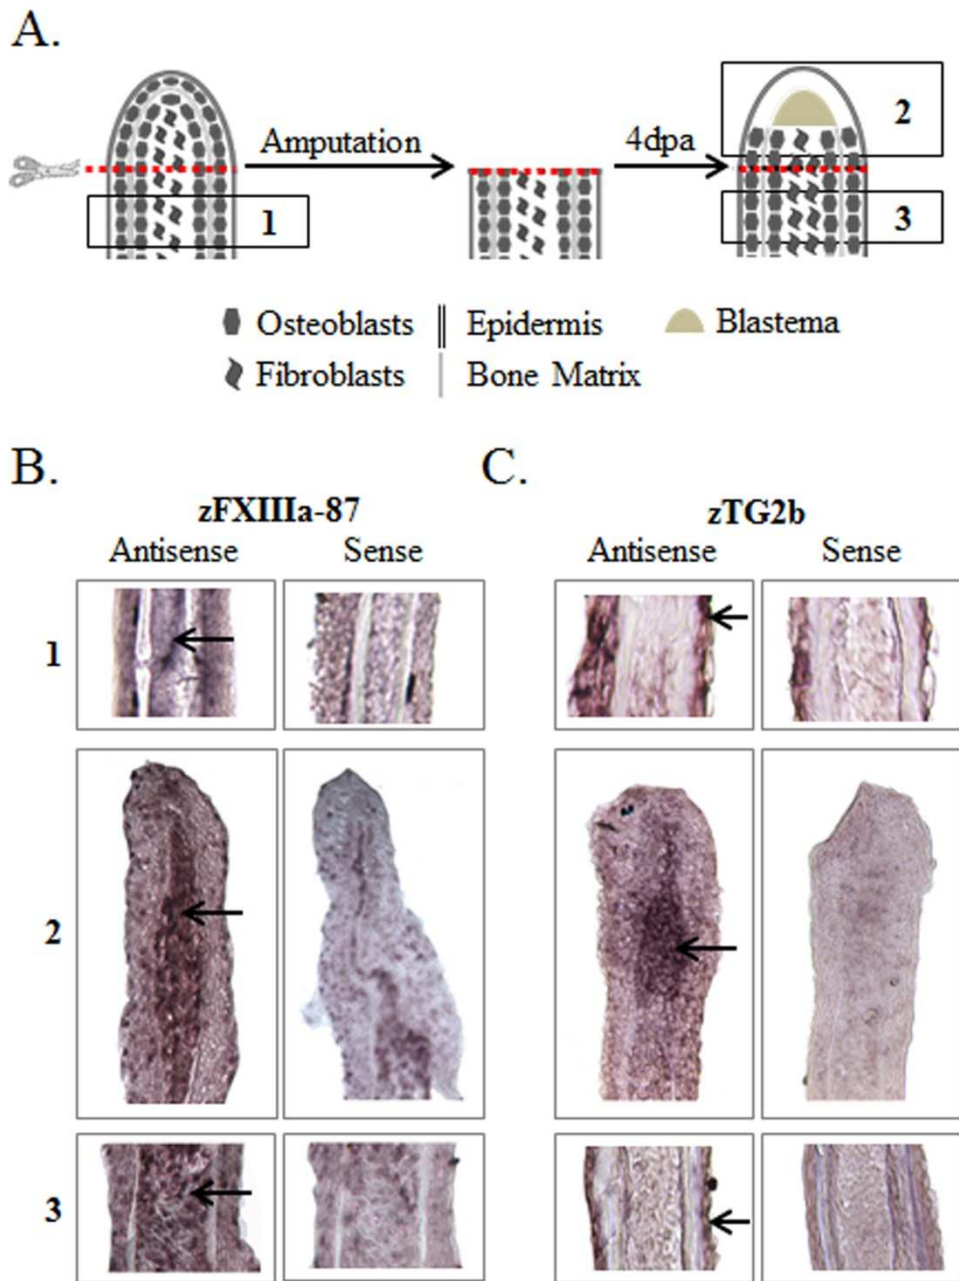 A.
Amputation
4dpa
2
1
3
Osteoblasts
Epidermis
Blastema
Fibroblasts
Bone Matrix
B.
C.
zFXIIIa-87
zTG2b
Antisense
Sense
Antisense
Sense
1
2
3